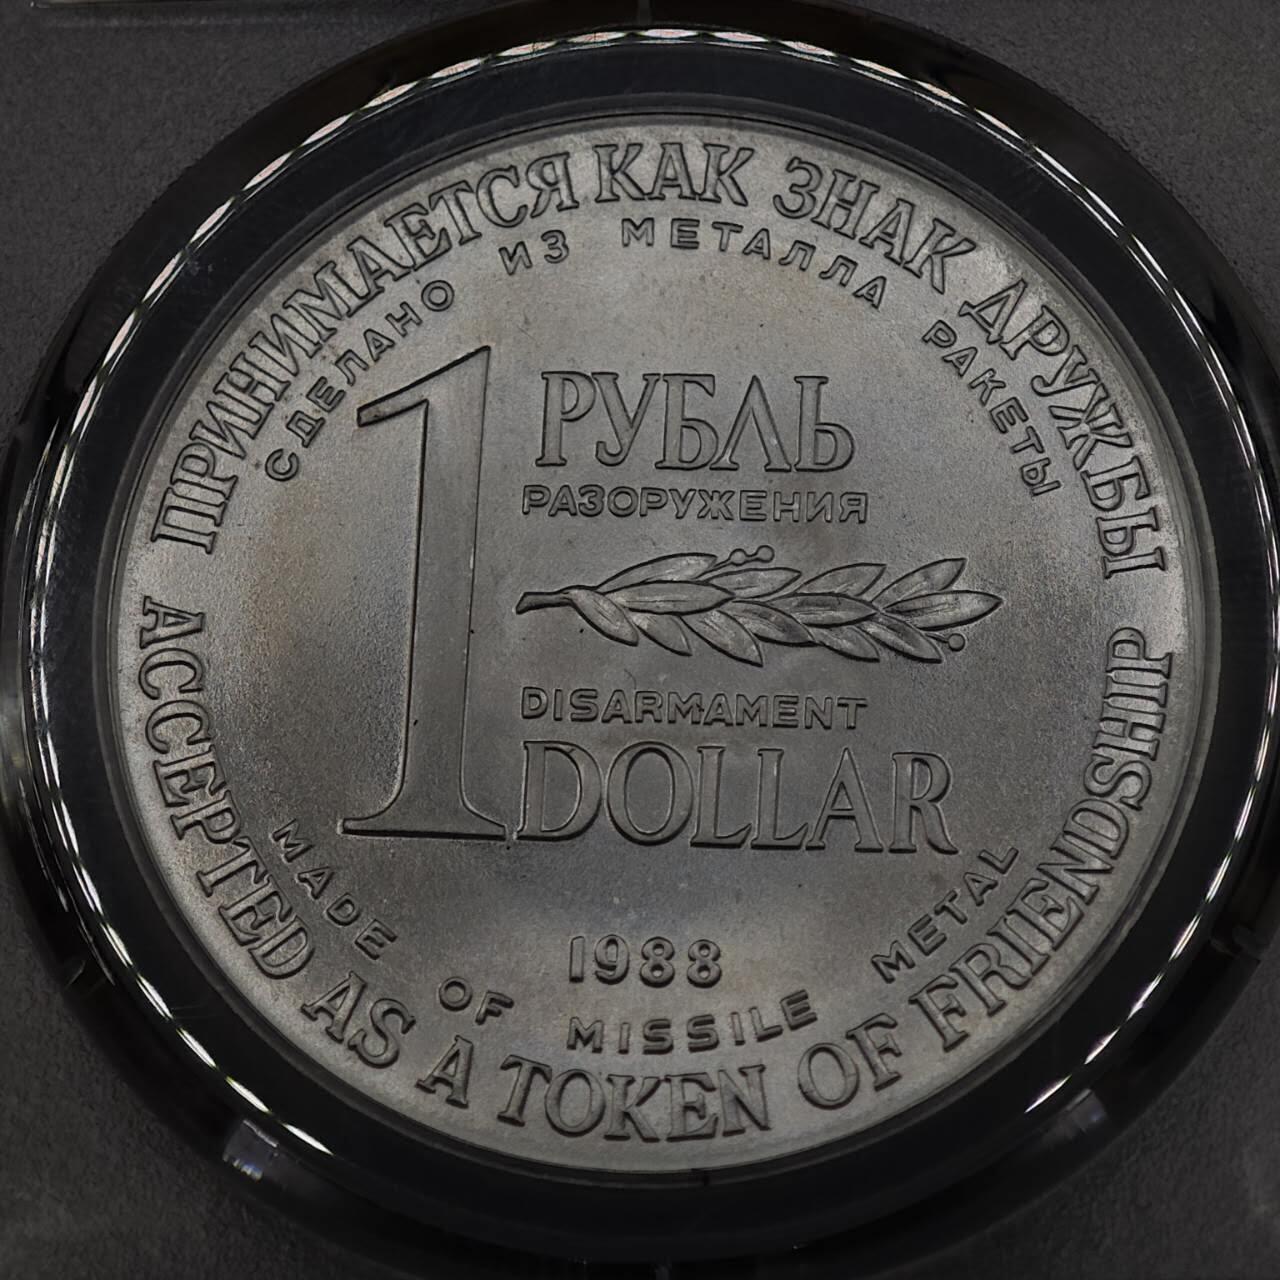 ПРИНИМАЕТСЯ КАК ЗНАК ДРУЖБЫ
СДЕЛАНО ИЗ МЕТАЛЛА РАКЕТЫ
1
РУБЛЬ
РАЗОРУЖЕНИЯ
DISARMAMENT
DOLLAR
1988
MADE OF MISSILE METAL
ACCEPTED AS A TOKEN OF FRIENDSHIP